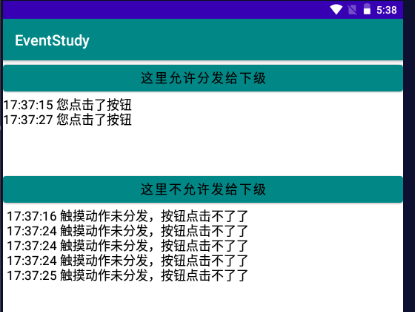 5:38
EventStudy
这里允许分发给下级
17:37:15 您点击了按钮
17:37:27 您点击了按钮
这里不允许发给下级
17:37:16 触摸动作未分发，按钮点击不了了
17:37:24 触摸动作未分发，按钮点击不了了
17:37:24 触摸动作未分发，按钮点击不了了
17:37:24 触摸动作未分发，按钮点击不了了
17:37:25 触摸动作未分发，按钮点击不了了